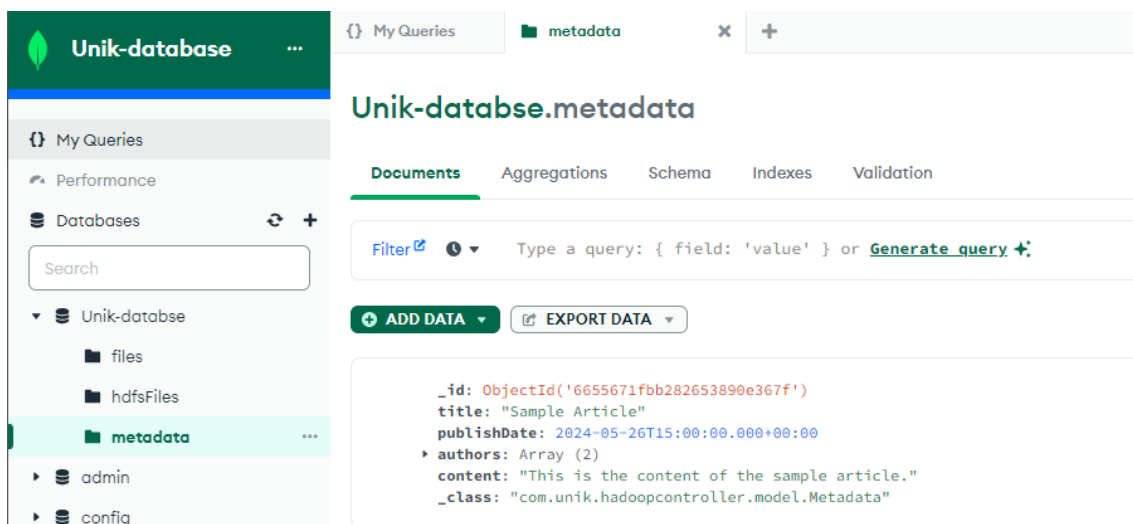 Unik-database ...
My Queries
Performance
Databases
Search
Unik-databse
files
hdfsFiles
metadata ...
admin
config
{} My Queries
metadata
Unik-databse.metadata
Documents Aggregations Schema Indexes Validation
Filter Type a query: { field: 'value' } or Generate query
ADD DATA EXPORT DATA
_id: ObjectId('6655671fbb282653890e367f')
title: "Sample Article"
publishDate: 2024-05-26T15:00:00.000+00:00
authors: Array (2)
content: "This is the content of the sample article."
_class: "com.unik.hadoopcontroller.model.Metadata"